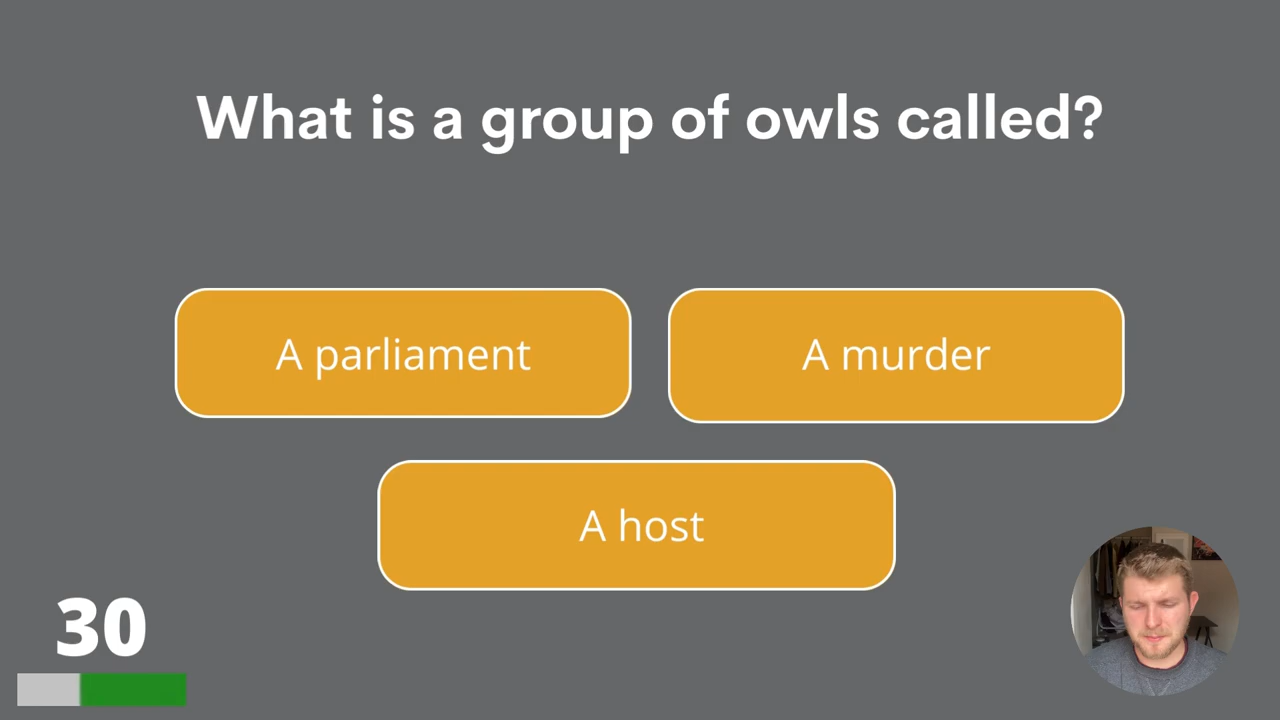 What is a group of owls called?
A parliament
A murder
A host
30